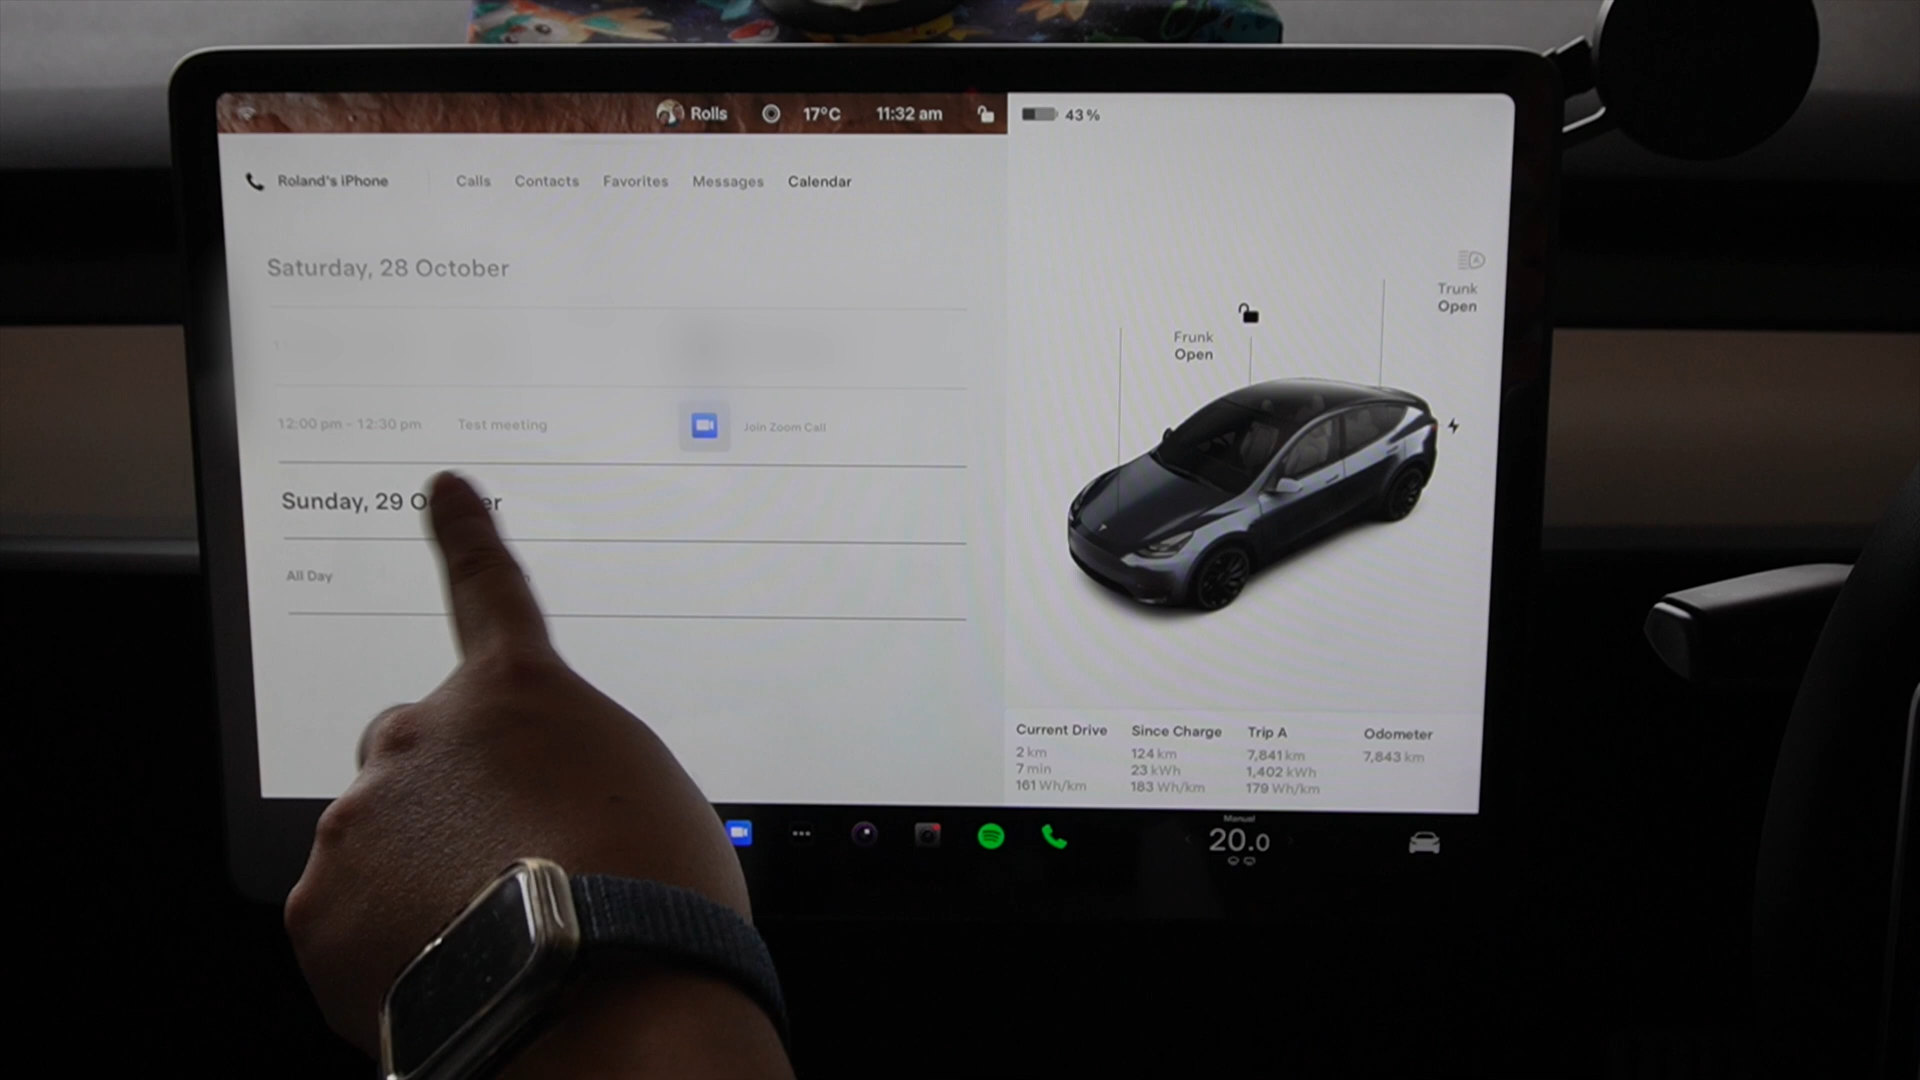 Rolls 17°C 11:32 am 43 %
Roland's iPhone Calls Contacts Favorites Messages Calendar
Saturday, 28 October
12:00 pm - 12:30 pm Test meeting Join Zoom Call
Sunday, 29 O er
All Day
Frunk
Open
Trunk
Open
Current Drive
2 km
7 min
161 Wh/km
Since Charge
124 km
23 kWh
183 Wh/km
Trip A
7,841 km
1,402 kWh
179 Wh/km
Odometer
7,843 km
Manual
20.0